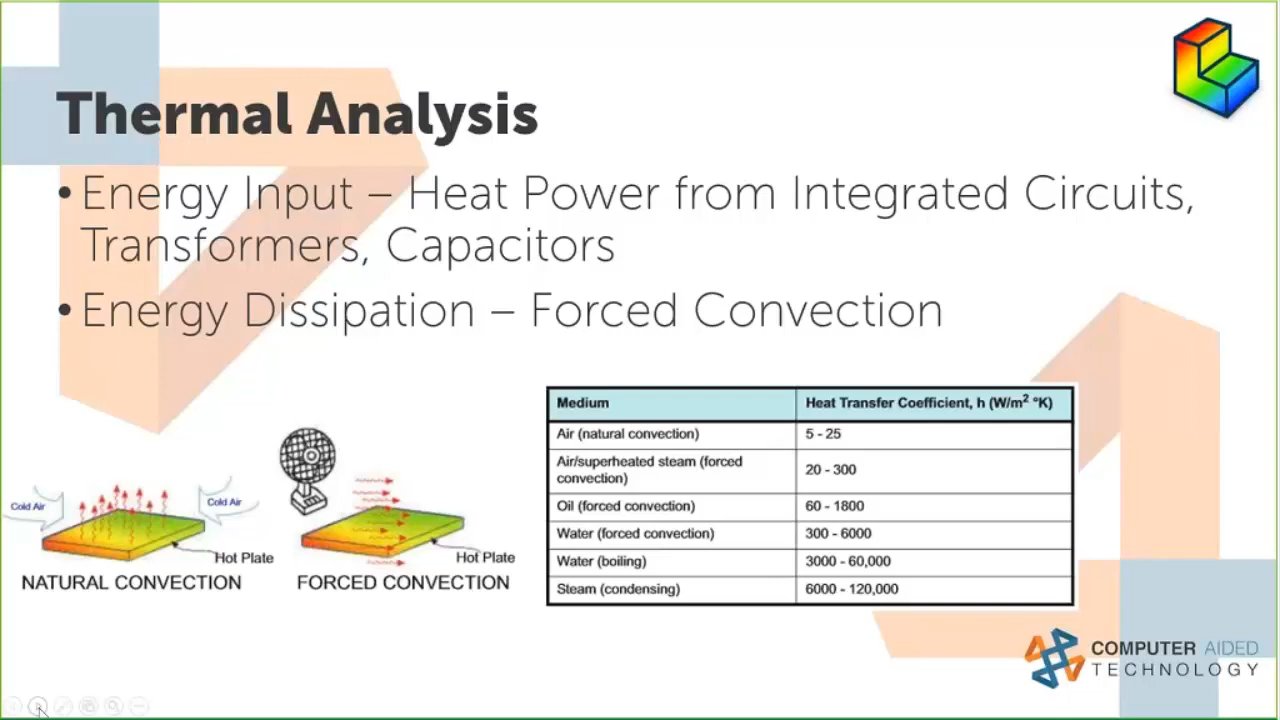 Thermal Analysis
• Energy Input – Heat Power from Integrated Circuits,
Transformers, Capacitors
• Energy Dissipation – Forced Convection
Cold Air
Cold Air
Hot Plate
NATURAL CONVECTION
Hot Plate
FORCED CONVECTION
Medium Heat Transfer Coefficient, h (W/m² °K)
Air (natural convection) 5 - 25
Air/superheated steam (forced
convection) 20 - 300
Oil (forced convection) 60 - 1800
Water (forced convection) 300 - 6000
Water (boiling) 3000 - 60,000
Steam (condensing) 6000 - 120,000
COMPUTER AIDED
TECHNOLOGY